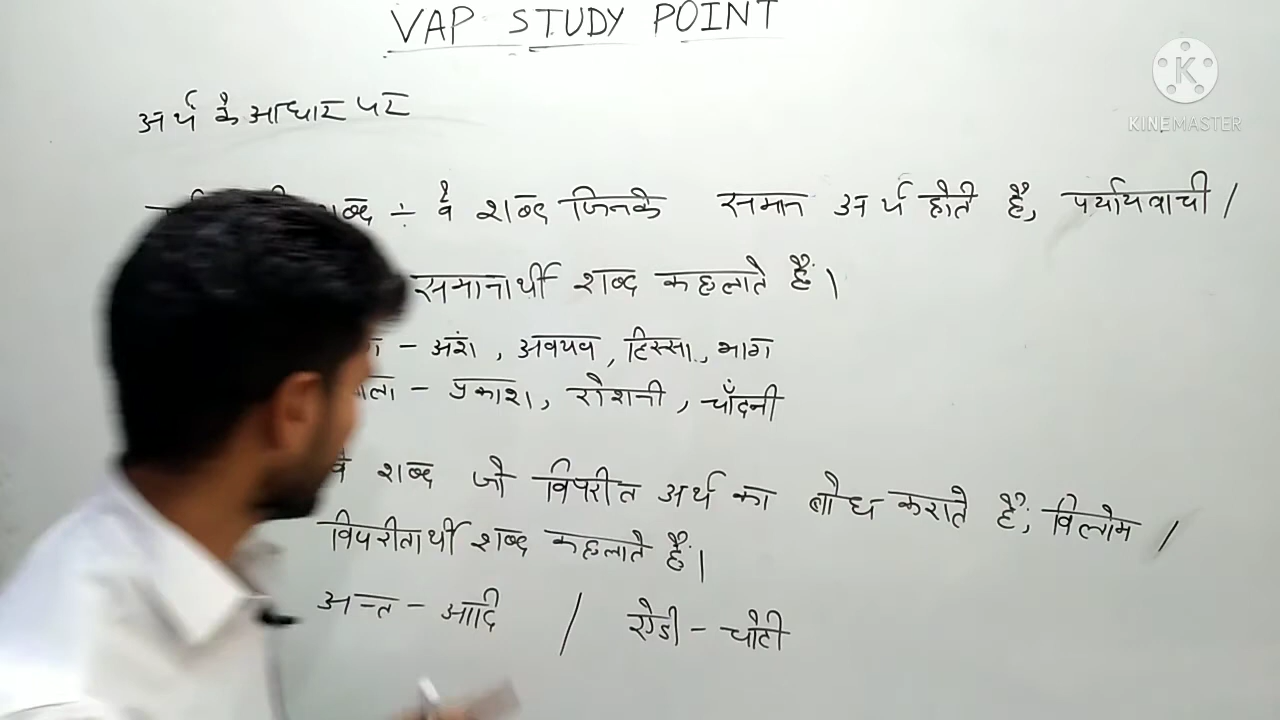 VAP STUDY POINT
KINEMASTER
अर्थ के आधार पर
शब्द ÷ वे शब्द जिनके समान अर्थ होते हैं, पर्यायवाची /
समानार्थी शब्द कहलाते हैं।
– अंश, अवयव, हिस्सा, भाग
– प्रकाश, रोशनी, चाँदनी
वे शब्द जो विपरीत अर्थ का बोध कराते हैं, विलोम /
विपरीतार्थी शब्द कहलाते हैं।
अन्त – आदि / ऐडी – चोटी